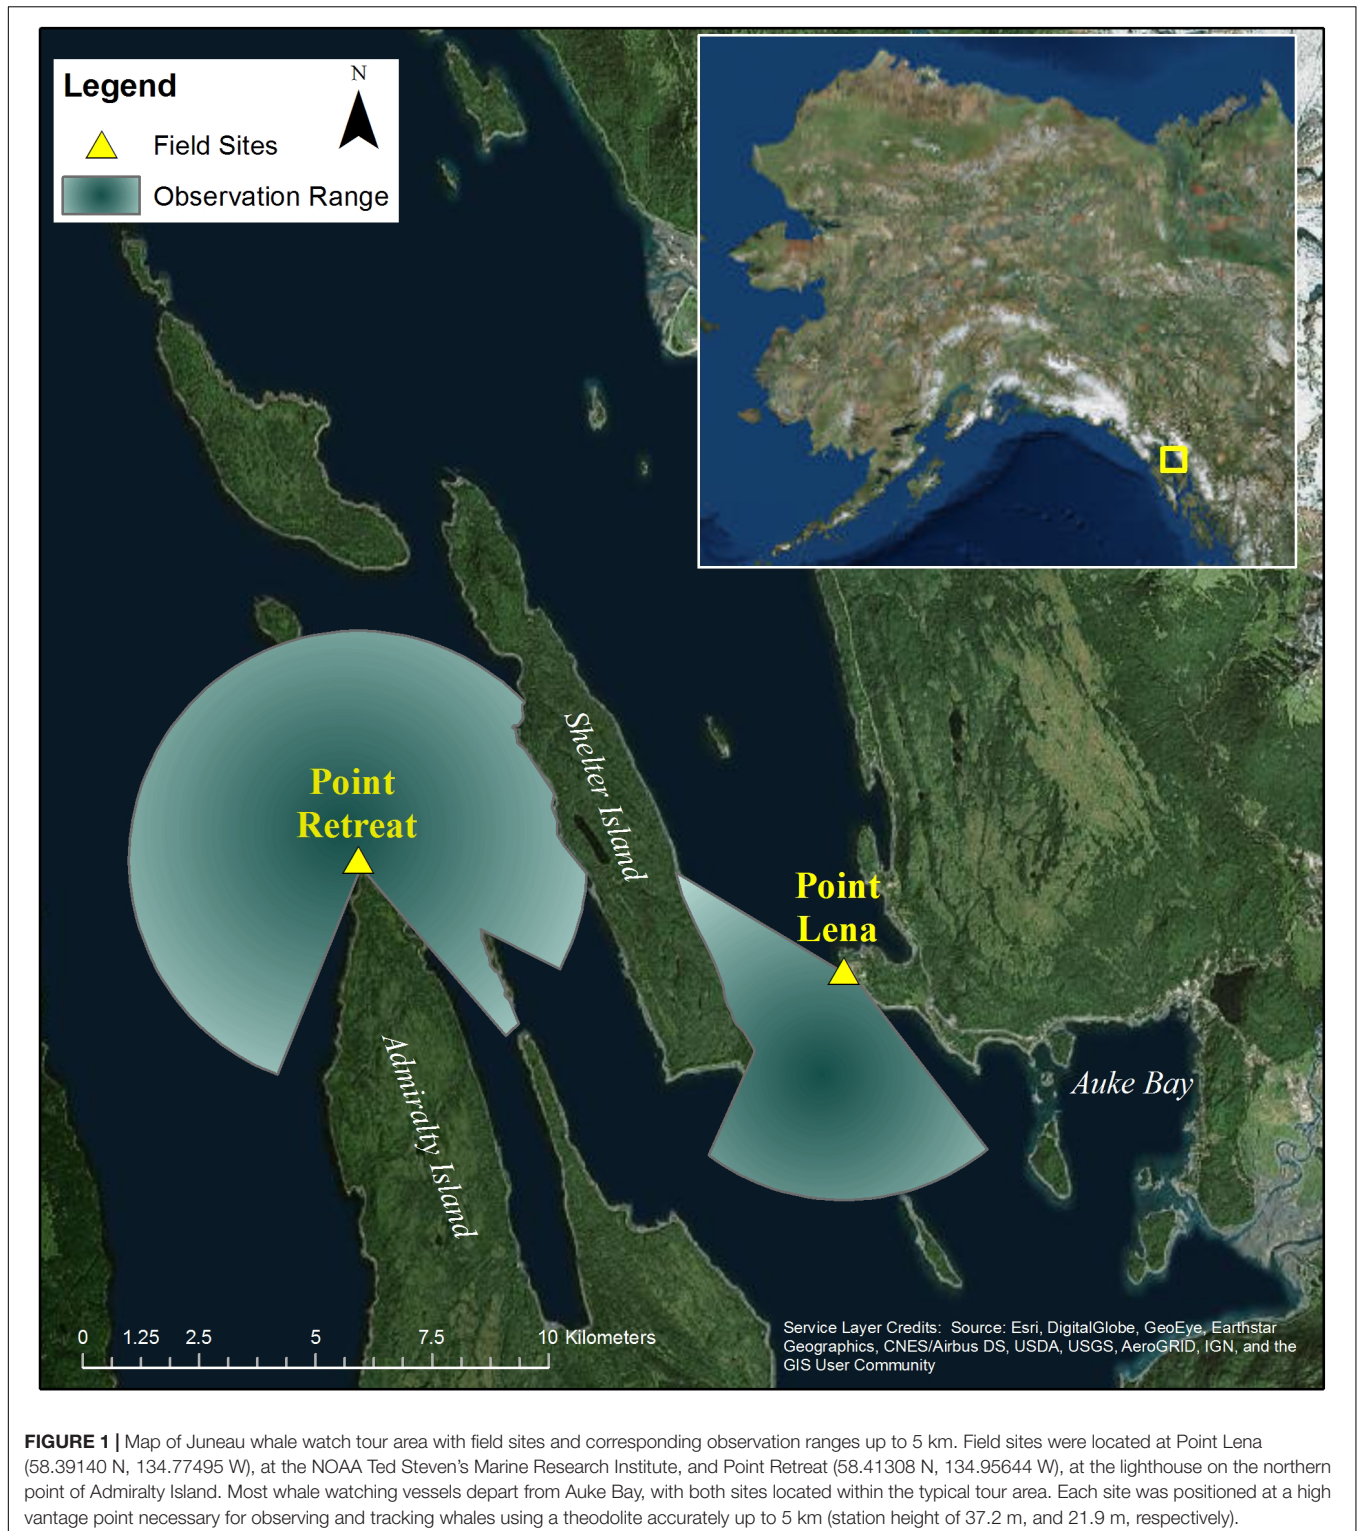 Legend
N
Field Sites
Observation Range
Point
Retreat
Shelter Island
Point
Lena
Admiralty Island
Auke Bay
0 1.25 2.5 5 7.5 10 Kilometers
Service Layer Credits: Source: Esri, DigitalGlobe, GeoEye, Earthstar
Geographics, CNES/Airbus DS, USDA, USGS, AeroGRID, IGN, and the
GIS User Community
FIGURE 1 | Map of Juneau whale watch tour area with field sites and corresponding observation ranges up to 5 km. Field sites were located at Point Lena
(58.39140 N, 134.77495 W), at the NOAA Ted Steven's Marine Research Institute, and Point Retreat (58.41308 N, 134.95644 W), at the lighthouse on the northern
point of Admiralty Island. Most whale watching vessels depart from Auke Bay, with both sites located within the typical tour area. Each site was positioned at a high
vantage point necessary for observing and tracking whales using a theodolite accurately up to 5 km (station height of 37.2 m, and 21.9 m, respectively).